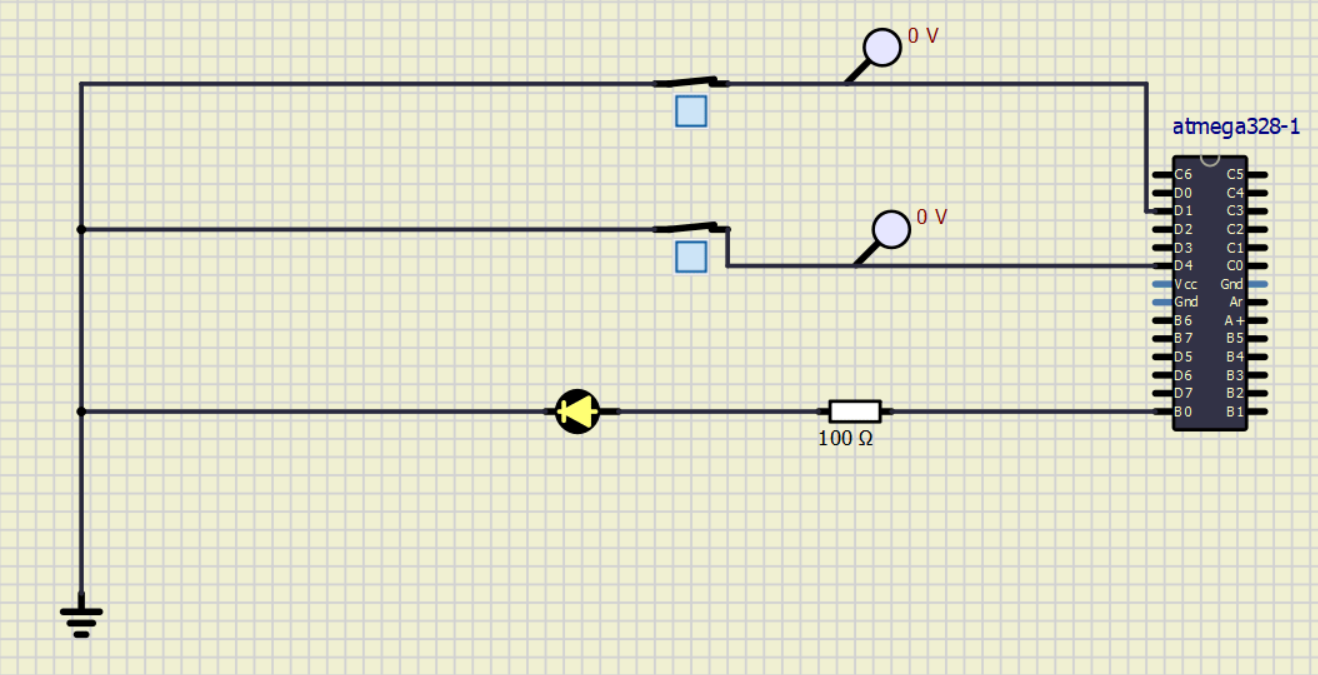 0 V
atmega328-1
C6 C5
D0 C4
D1 C3
D2 C2
0 V
D3 C1
D4 C0
Vcc Gnd
Gnd Ar
B6 A+
B7 B5
D5 B4
D6 B3
D7 B2
B0 B1
100 Ω